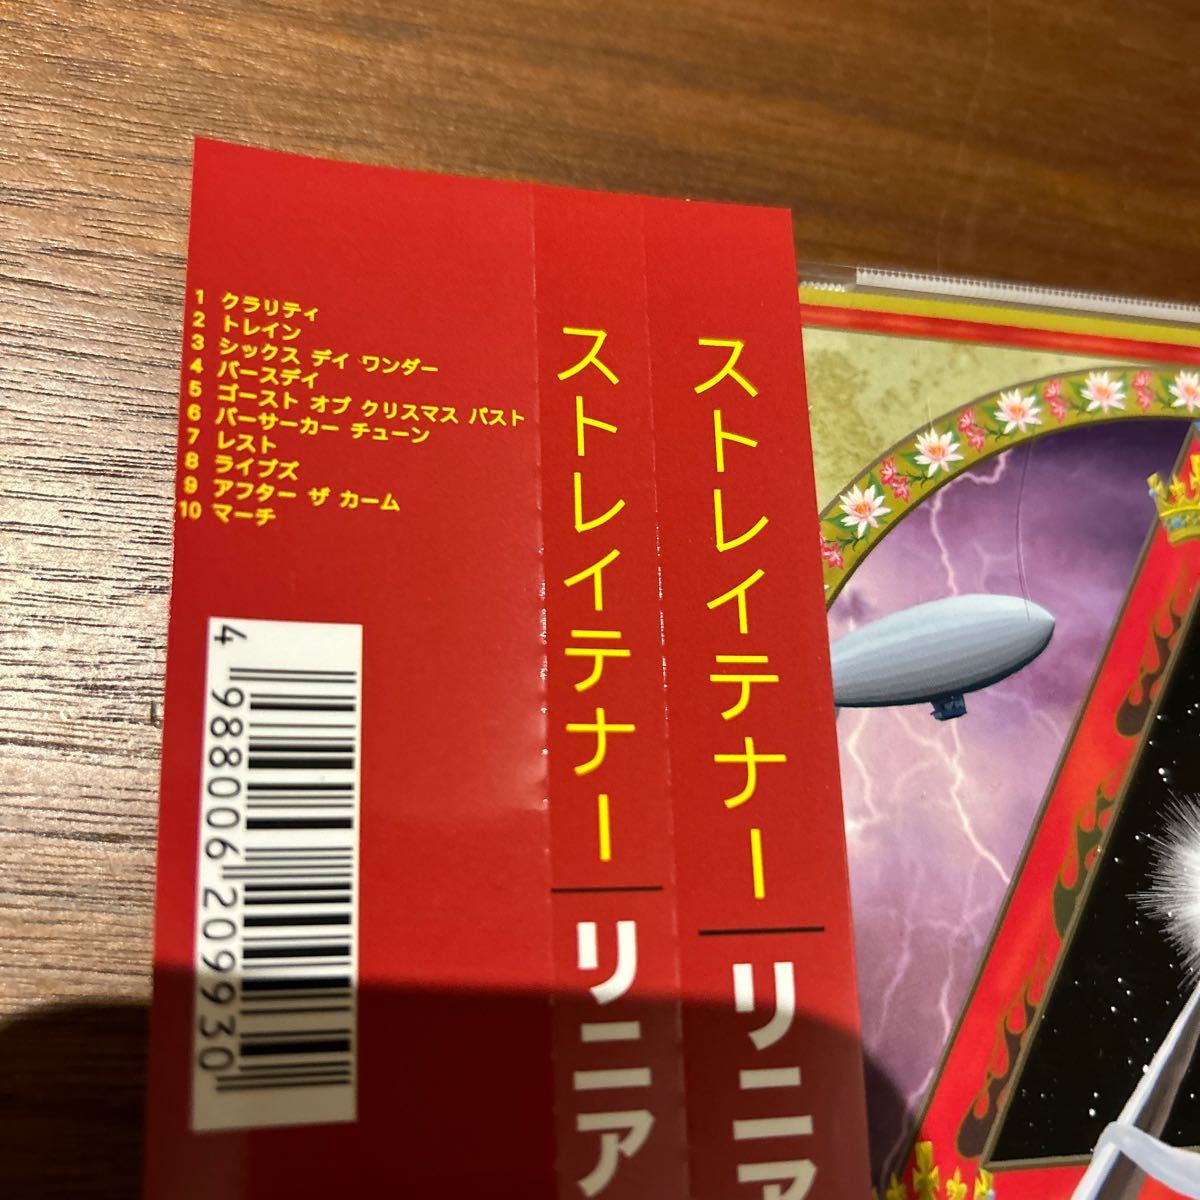 1 クラリティ
2 トレイン
3 シックス デイ ワンダー
4 バースデイ
5 ゴースト オブ クリスマス パスト
6 バーサーカー チューン
7 レスト
8 ライブズ
9 アフター ザ カーム
10 マーチ
4 988006 209930
ストレイテナー｜リニア
ストレイテナー｜リニア